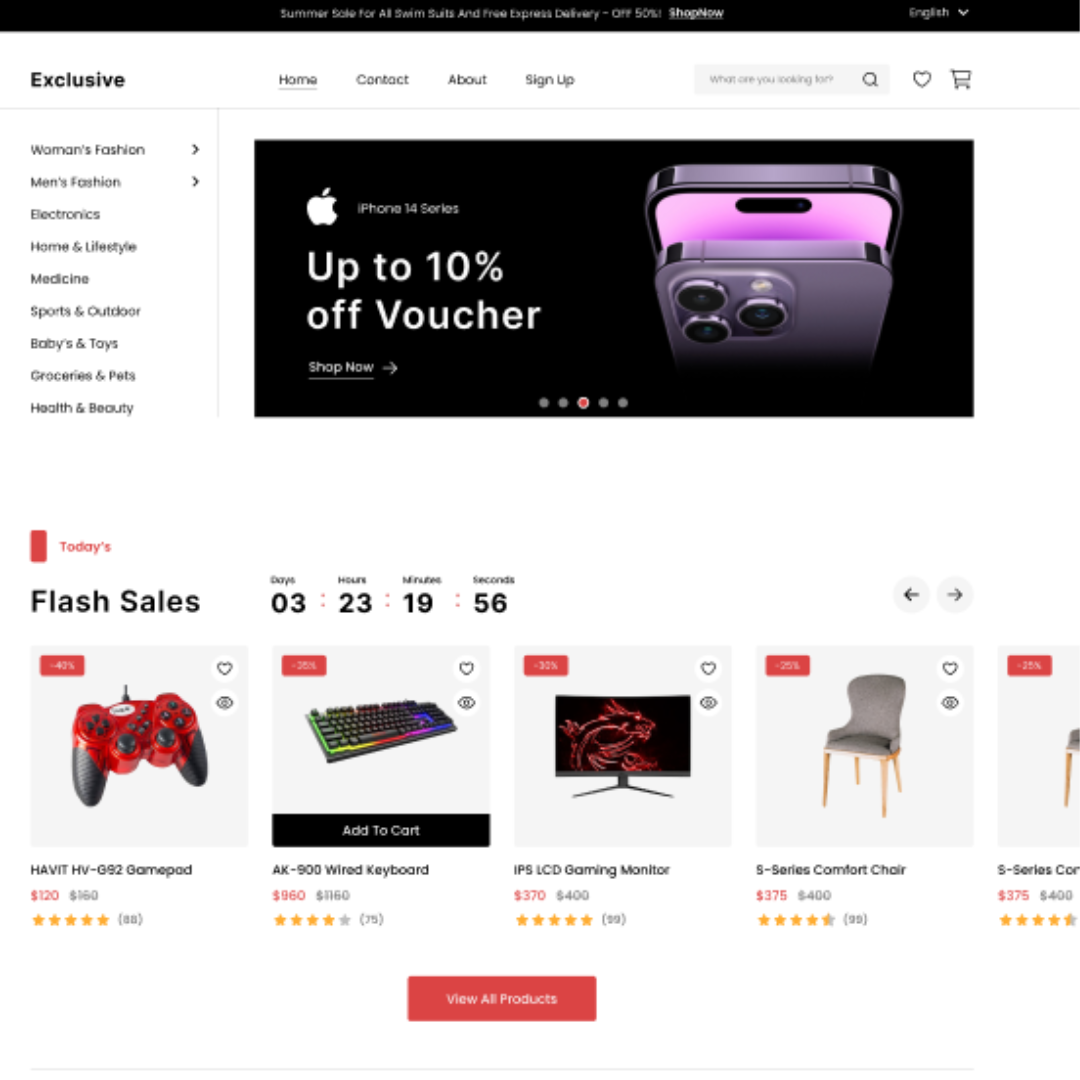 Summer Sale For All Swim Suits And Free Express Delivery - OFF 50%! ShopNow
English
Exclusive
Home
Contact
About
Sign Up
What are you looking for?
Woman's Fashion
Men's Fashion
Electronics
Home & Lifestyle
Medicine
Sports & Outdoor
Baby's & Toys
Groceries & Pets
Health & Beauty
iPhone 14 Series
Up to 10%
off Voucher
Shop Now
Today's
Flash Sales
Days
03
:
Hours
23
:
Minutes
19
:
Seconds
56
-40%
HAVIT HV-G92 Gamepad
$120 $160
(88)
-35%
Add To Cart
AK-900 Wired Keyboard
$960 $1160
(75)
-30%
IPS LCD Gaming Monitor
$370 $400
(99)
-25%
S-Series Comfort Chair
$375 $400
(99)
-25%
S-Series Cor
$375 $400
View All Products